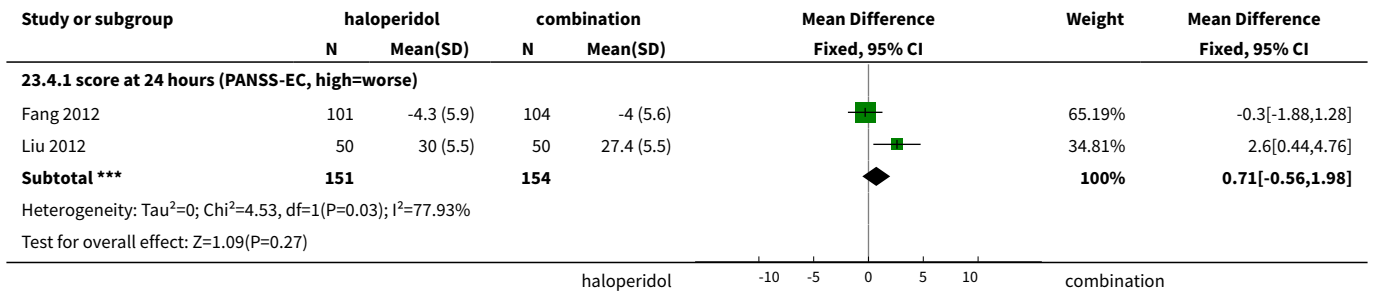 Study or subgroup haloperidol combination Mean Difference Weight Mean Difference
N Mean(SD) N Mean(SD) Fixed, 95% CI Fixed, 95% CI
23.4.1 score at 24 hours (PANSS-EC, high=worse)
Fang 2012 101 -4.3 (5.9) 104 -4 (5.6) 65.19% -0.3[-1.88,1.28]
Liu 2012 50 30 (5.5) 50 27.4 (5.5) 34.81% 2.6[0.44,4.76]
Subtotal *** 151 154 100% 0.71[-0.56,1.98]
Heterogeneity: Tau²=0; Chi²=4.53, df=1(P=0.03); I²=77.93%
Test for overall effect: Z=1.09(P=0.27)
haloperidol -10 -5 0 5 10 combination